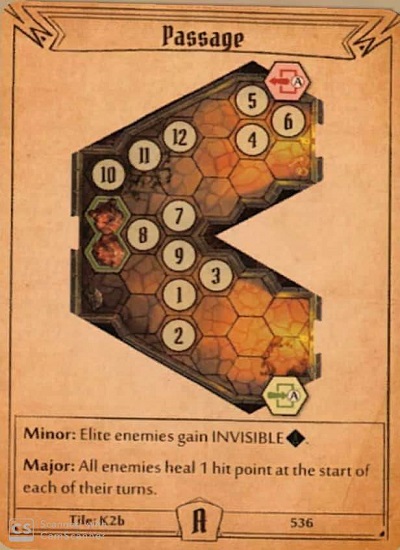 Passage
A
5
6
12
4
11
10
7
8
9
3
1
2
A
Minor: Elite enemies gain INVISIBLE .
Major: All enemies heal 1 hit point at the start of
each of their turns.
Tile: K2b A 536
CS